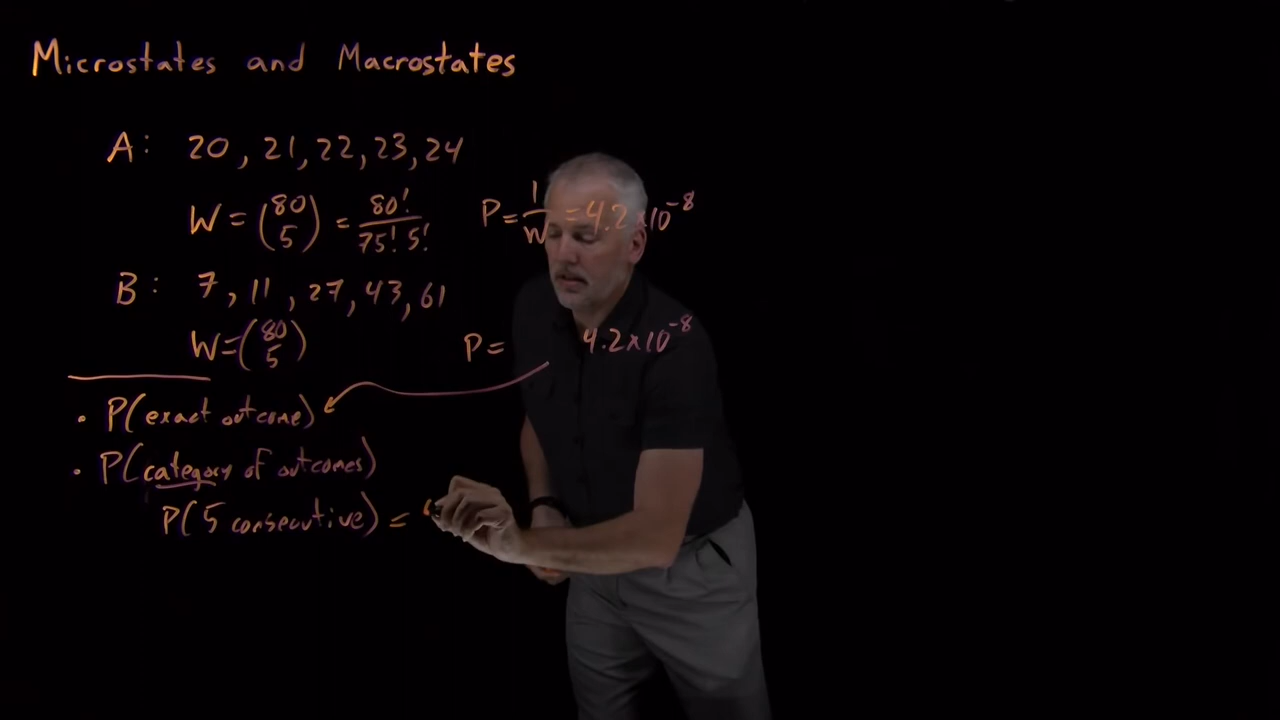 Microstates and Macrostates
A: 20, 21, 22, 23, 24
W = (80 5) = 80! / 75! 5! P = 1/W = 4.2 × 10⁻⁸
B: 7, 11, 27, 43, 61
W = (80 5) P = 4.2 × 10⁻⁸
• P(exact outcome)
• P(category of outcomes)
P(5 consecutive) =